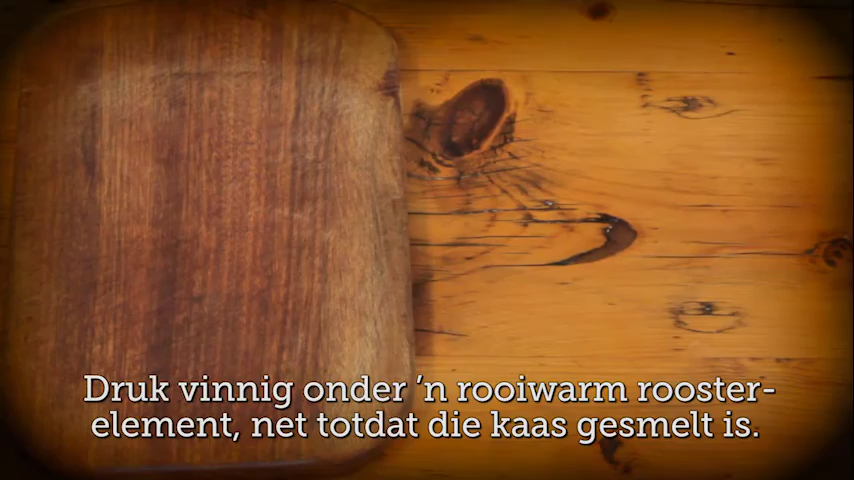 Druk vinnig onder ’n rooiwarm rooster-
element, net totdat die kaas gesmelt is.